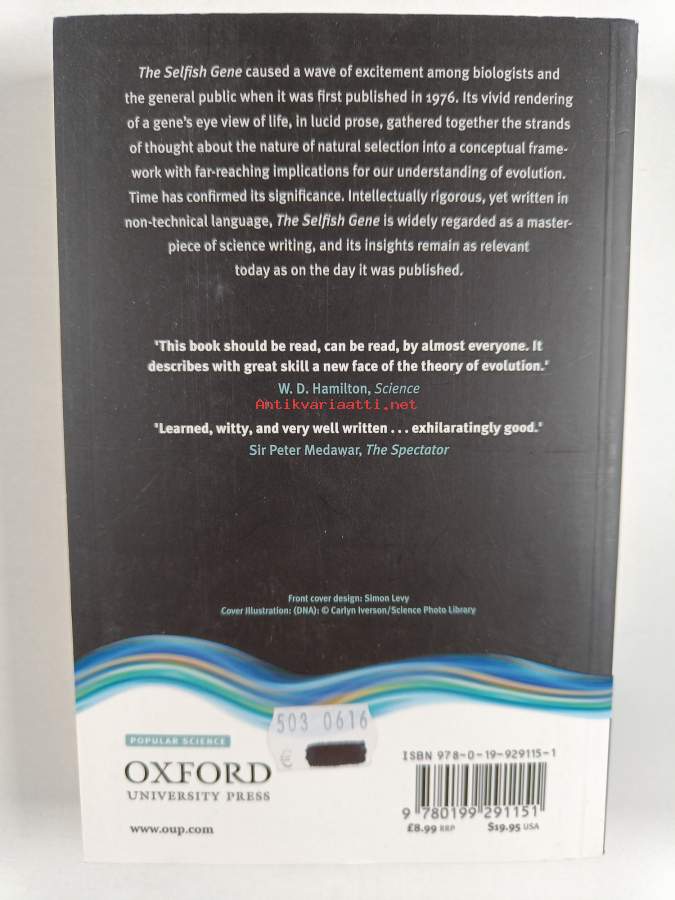 The Selfish Gene caused a wave of excitement among biologists and
the general public when it was first published in 1976. Its vivid rendering
of a gene's eye view of life, in lucid prose, gathered together the strands
of thought about the nature of natural selection into a conceptual frame-
work with far-reaching implications for our understanding of evolution.
Time has confirmed its significance. Intellectually rigorous, yet written in
non-technical language, The Selfish Gene is widely regarded as a master-
piece of science writing, and its insights remain as relevant
today as on the day it was published.
'This book should be read, can be read, by almost everyone. It
describes with great skill a new face of the theory of evolution.'
W. D. Hamilton, Science
Antikvariaatti.net
'Learned, witty, and very well written ... exhilaratingly good.'
Sir Peter Medawar, The Spectator
Front cover design: Simon Levy
Cover Illustration: (DNA): © Carlyn Iverson/Science Photo Library
503 0616
€
POPULAR SCIENCE
OXFORD
UNIVERSITY PRESS
www.oup.com
ISBN 978-0-19-929115-1
9 780199 291151
£8.99 RRP $19.95 USA